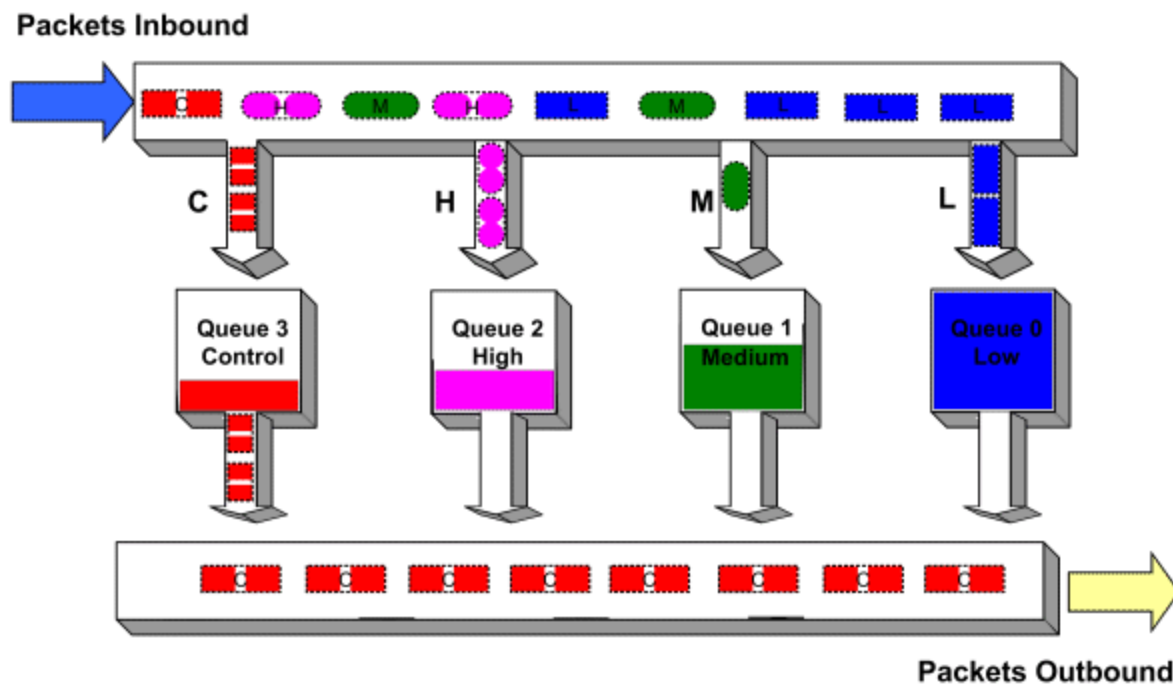 Packets Inbound
C H M H L M L L L
C H M L
Queue 3
Control
Queue 2
High
Queue 1
Medium
Queue 0
Low
C C C C C C C C
Packets Outbound